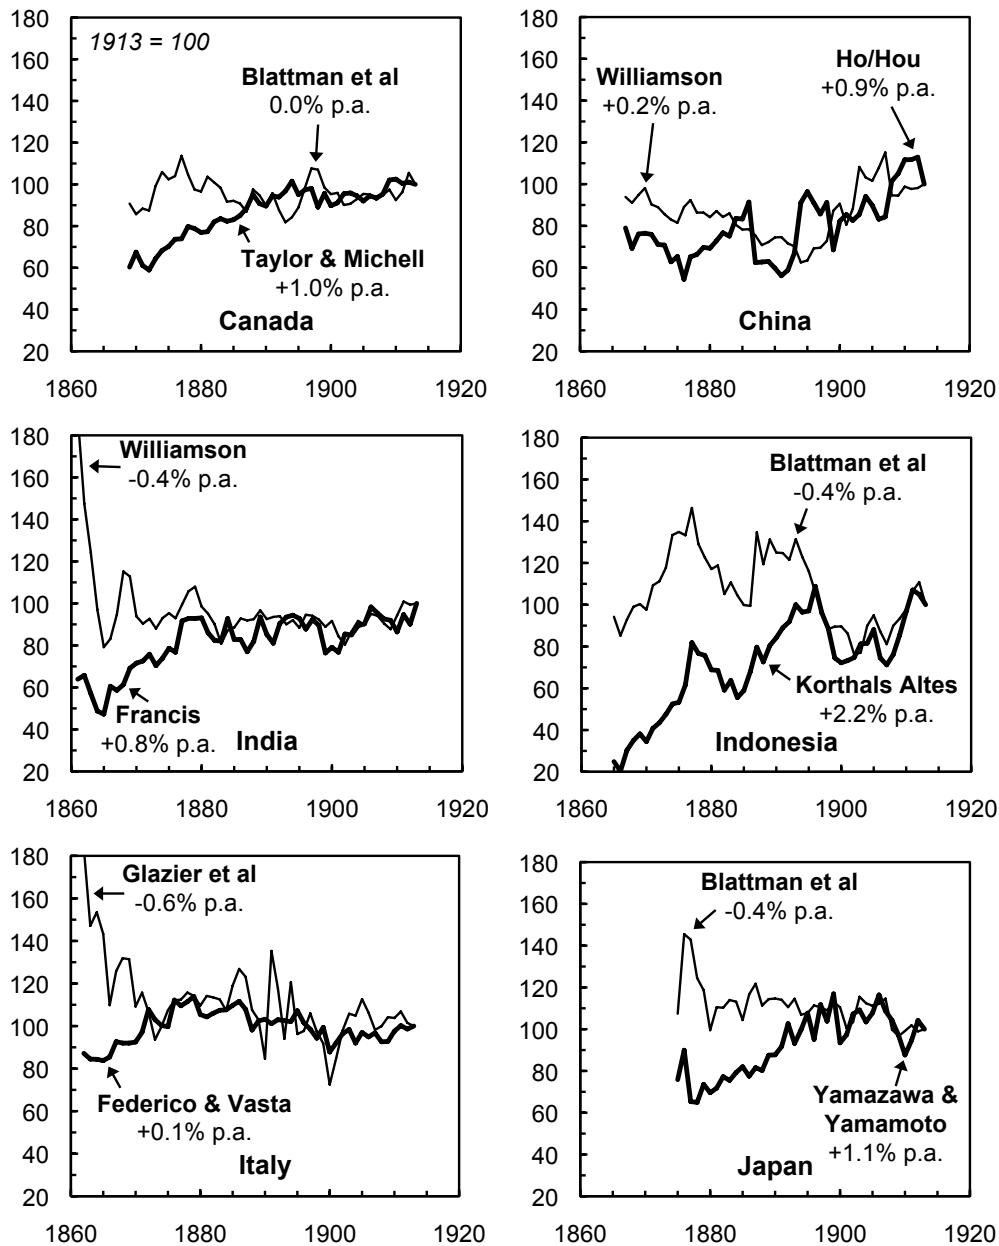 180
160
140
120
100
80
60
40
20
1913 = 100
Blattman et al
0.0% p.a.
Taylor & Michell
+1.0% p.a.
Canada
1860 1880 1900 1920
180
160
140
120
100
80
60
40
20
Williamson
+0.2% p.a.
Ho/Hou
+0.9% p.a.
China
1860 1880 1900 1920
180
160
140
120
100
80
60
40
20
Williamson
-0.4% p.a.
Francis
+0.8% p.a.
India
1860 1880 1900 1920
180
160
140
120
100
80
60
40
20
Blattman et al
-0.4% p.a.
Korthals Altes
+2.2% p.a.
Indonesia
1860 1880 1900 1920
180
160
140
120
100
80
60
40
20
Glazier et al
-0.6% p.a.
Federico & Vasta
+0.1% p.a.
Italy
1860 1880 1900 1920
180
160
140
120
100
80
60
40
20
Blattman et al
-0.4% p.a.
Yamazawa &
Yamamoto
+1.1% p.a.
Japan
1860 1880 1900 1920